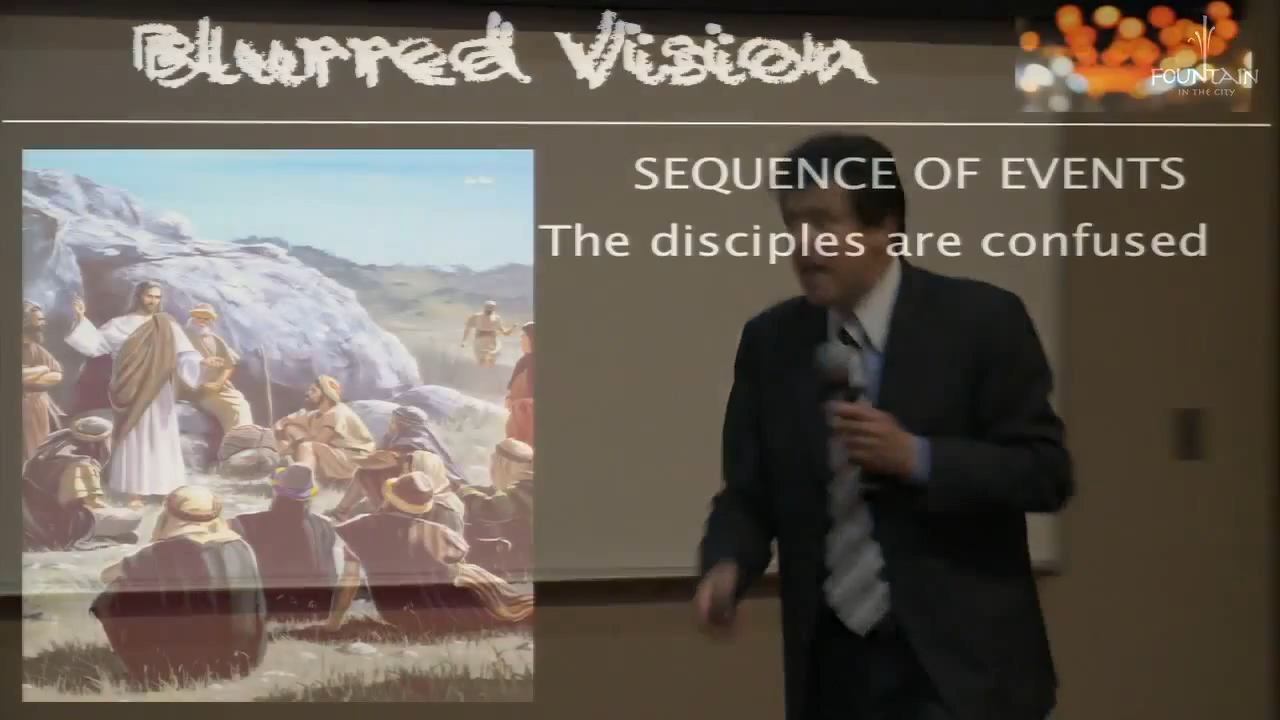 Blurred Vision
FOUNTAIN
IN THE CITY
SEQUENCE OF EVENTS
The disciples are confused